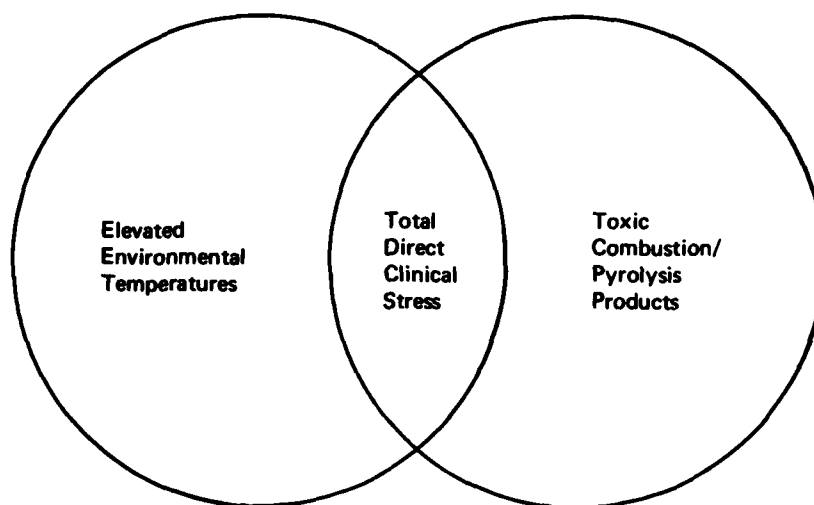 Elevated
Environmental
Temperatures
Total
Direct
Clinical
Stress
Toxic
Combustion/
Pyrolysis
Products